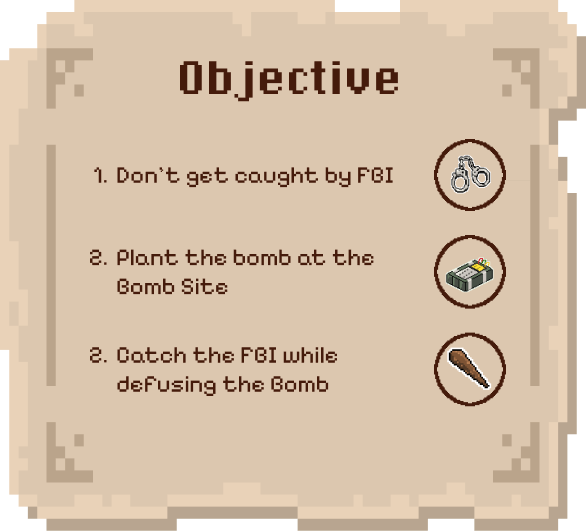 Objective
1. Don't get caught by FBI
2. Plant the bomb at the
Bomb Site
2. Catch the FBI while
defusing the Bomb